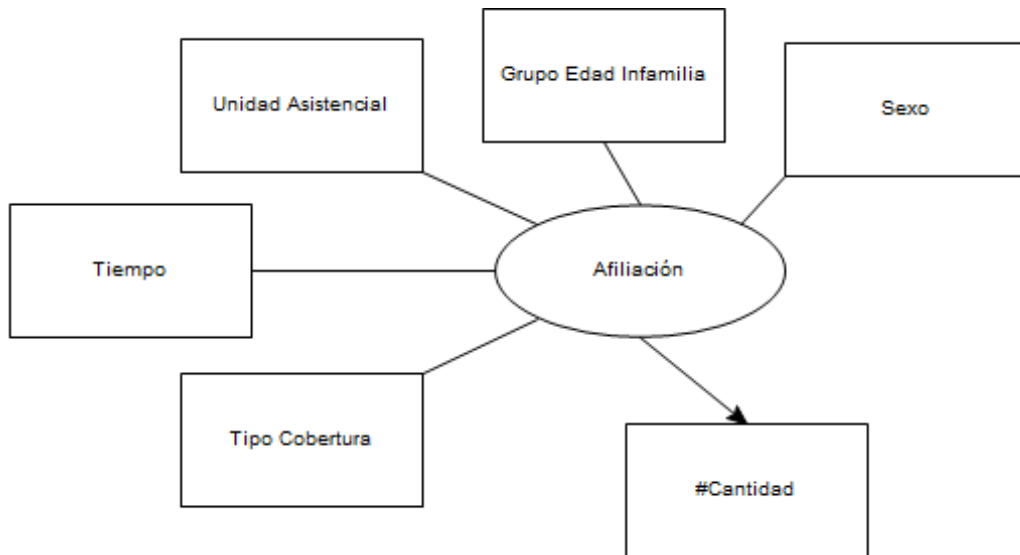 Grupo Edad Infamilia
Unidad Asistencial
Sexo
Tiempo
Afiliación
Tipo Cobertura
#Cantidad